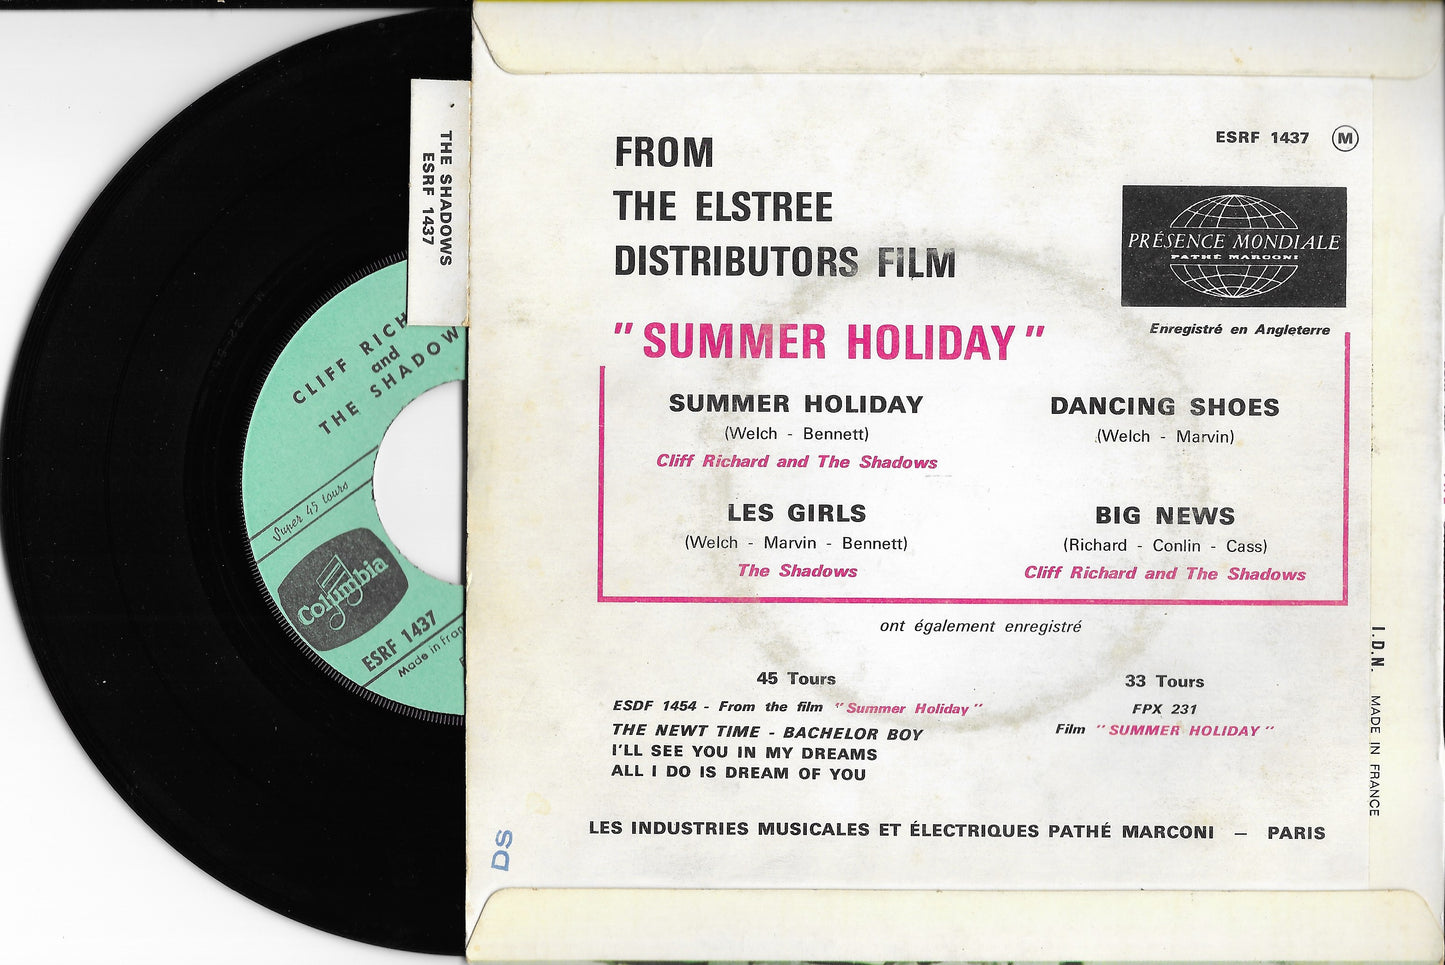 THE SHADOWS
ESRF 1437
CLIFF RICH
and
THE SHADOW
Super 45 tours
Columbia
ESRF 1437
Made in Fran
FROM
THE ELSTREE
DISTRIBUTORS FILM
"SUMMER HOLIDAY"
ESRF 1437 M
PRÉSENCE MONDIALE
PATHÉ MARCONI
Enregistré en Angleterre
SUMMER HOLIDAY
(Welch - Bennett)
Cliff Richard and The Shadows
LES GIRLS
(Welch - Marvin - Bennett)
The Shadows
DANCING SHOES
(Welch - Marvin)
BIG NEWS
(Richard - Conlin - Cass)
Cliff Richard and The Shadows
ont également enregistré
45 Tours
ESDF 1454 - From the film "Summer Holiday"
THE NEWT TIME - BACHELOR BOY
I'LL SEE YOU IN MY DREAMS
ALL I DO IS DREAM OF YOU
33 Tours
FPX 231
Film "SUMMER HOLIDAY"
LES INDUSTRIES MUSICALES ET ÉLECTRIQUES PATHÉ MARCONI — PARIS
I.D.N. MADE IN FRANCE
DS